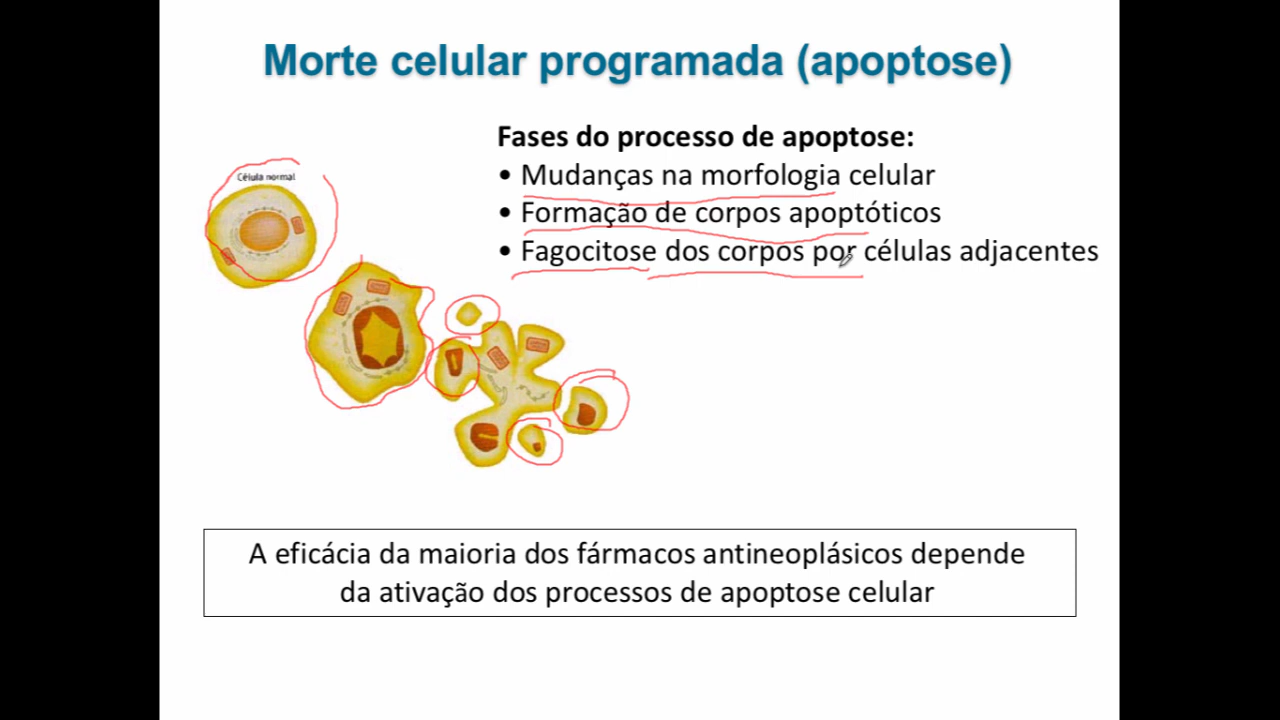 Morte celular programada (apoptose)
Fases do processo de apoptose:
• Mudanças na morfologia celular
• Formação de corpos apoptóticos
• Fagocitose dos corpos por células adjacentes
Célula normal
A eficácia da maioria dos fármacos antineoplásicos depende
da ativação dos processos de apoptose celular